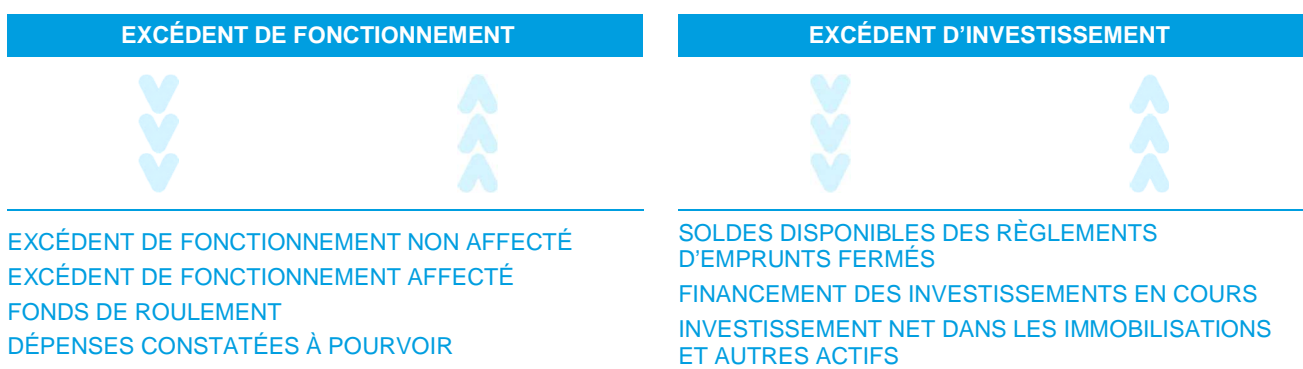 EXCÉDENT DE FONCTIONNEMENT
EXCÉDENT DE FONCTIONNEMENT NON AFFECTÉ
EXCÉDENT DE FONCTIONNEMENT AFFECTÉ
FONDS DE ROULEMENT
DÉPENSES CONSTATÉES À POURVOIR
EXCÉDENT D'INVESTISSEMENT
SOLDES DISPONIBLES DES RÈGLEMENTS
D'EMPRUNTS FERMÉS
FINANCEMENT DES INVESTISSEMENTS EN COURS
INVESTISSEMENT NET DANS LES IMMOBILISATIONS
ET AUTRES ACTIFS